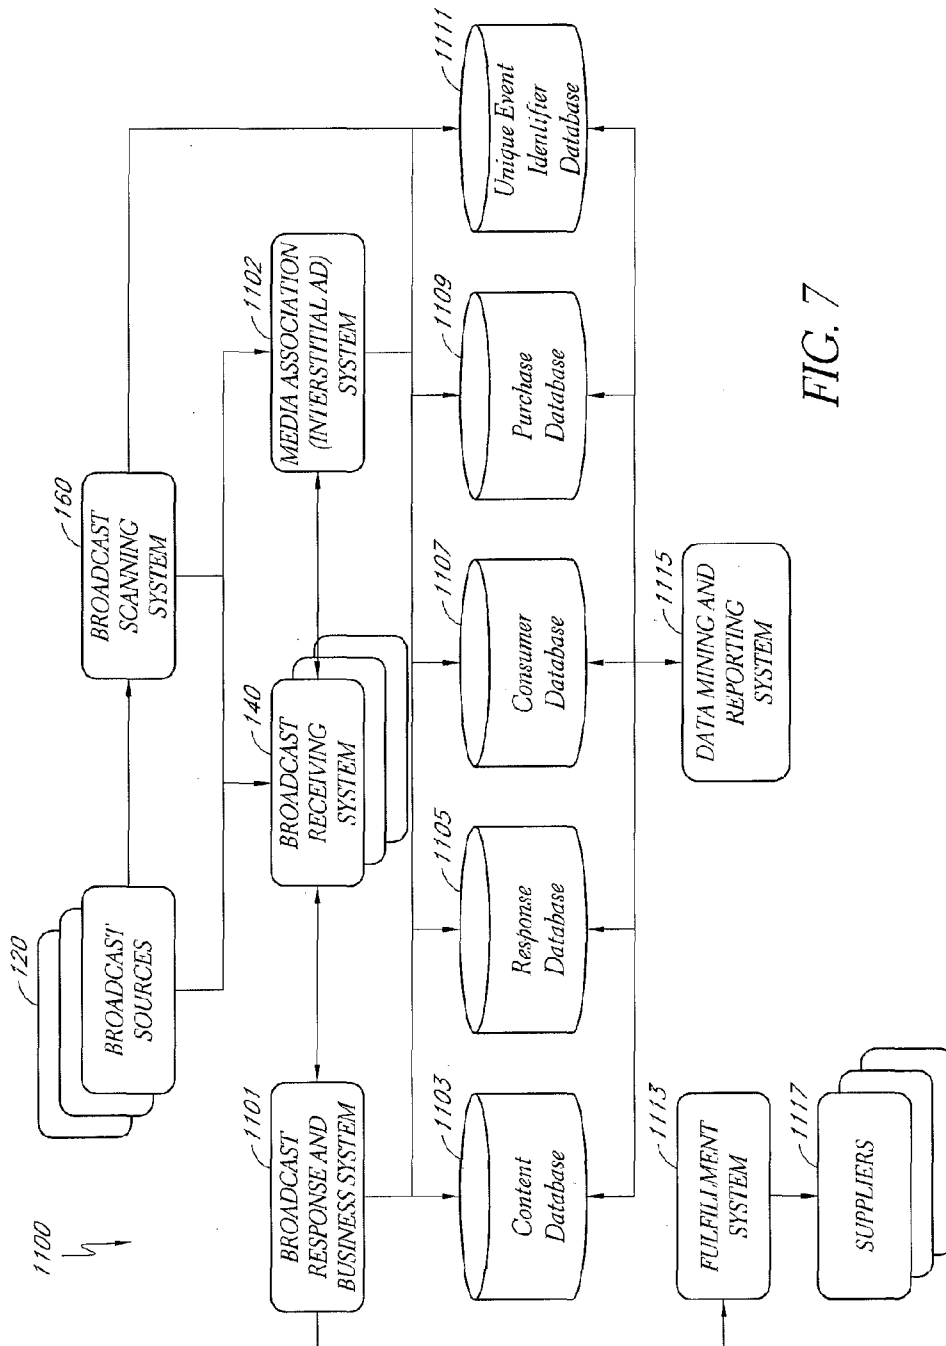 1100
120
BROADCAST
SOURCES
160
BROADCAST
SCANNING
SYSTEM
1101
BROADCAST
RESPONSE AND
BUSINESS SYSTEM
140
BROADCAST
RECEIVING
SYSTEM
1102
MEDIA ASSOCIATION
(INTERSTITIAL AD)
SYSTEM
1103
Content
Database
1105
Response
Database
1107
Consumer
Database
1109
Purchase
Database
1111
Unique Event
Identifier
Database
1113
FULFILLMENT
SYSTEM
1115
DATA MINING AND
REPORTING
SYSTEM
1117
SUPPLIERS
FIG. 7